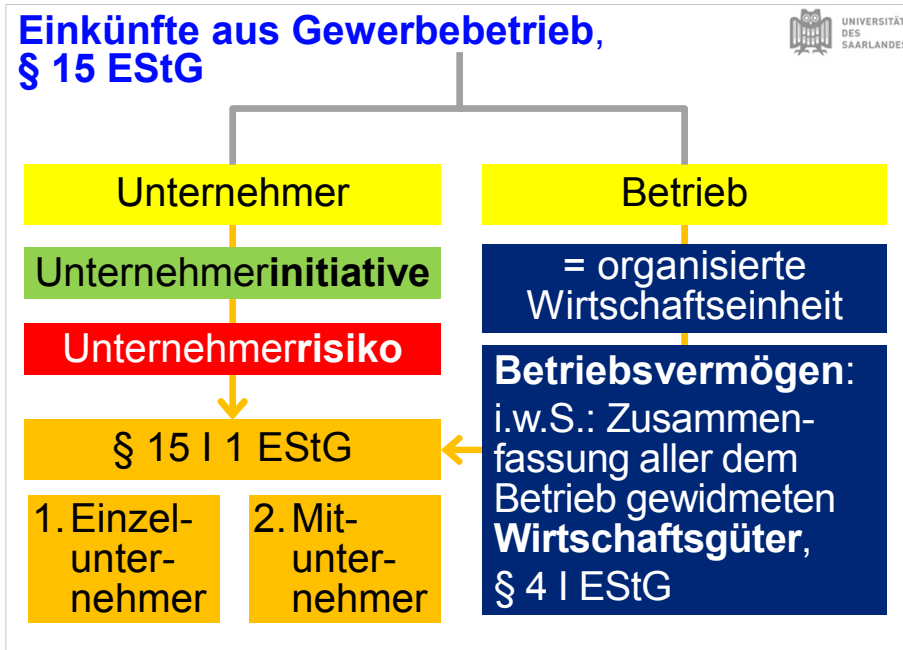 Einkünfte aus Gewerbebetrieb,
§ 15 EStG
UNIVERSITÄT
DES
SAARLANDES
Unternehmer
Unternehmerinitiative
Unternehmerrisiko
§ 15 I 1 EStG
1. Einzel-
unter-
nehmer
2. Mit-
unter-
nehmer
Betrieb
= organisierte
Wirtschaftseinheit
Betriebsvermögen:
i.w.S.: Zusammen-
fassung aller dem
Betrieb gewidmeten
Wirtschaftsgüter,
§ 4 I EStG